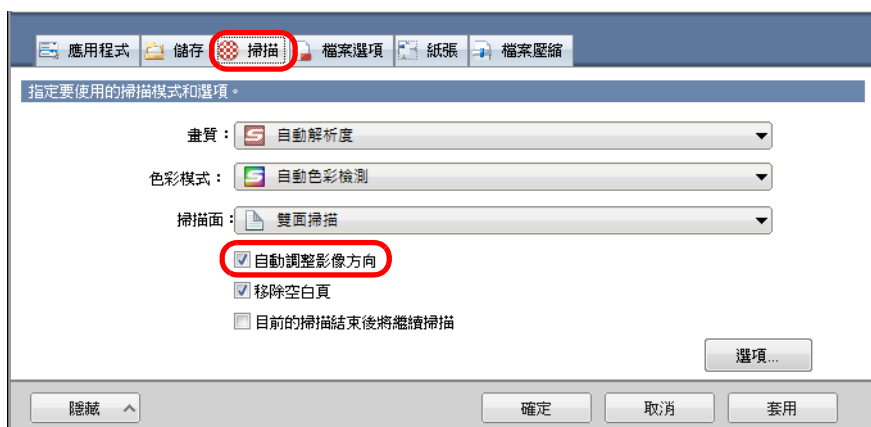 應用程式 儲存 掃描 檔案選項 紙張 檔案壓縮
指定要使用的掃描模式和選項。
畫質： 自動解析度
色彩模式： 自動色彩檢測
掃描面： 雙面掃描
自動調整影像方向
移除空白頁
目前的掃描結束後將繼續掃描
選項...
隱藏 確定 取消 套用